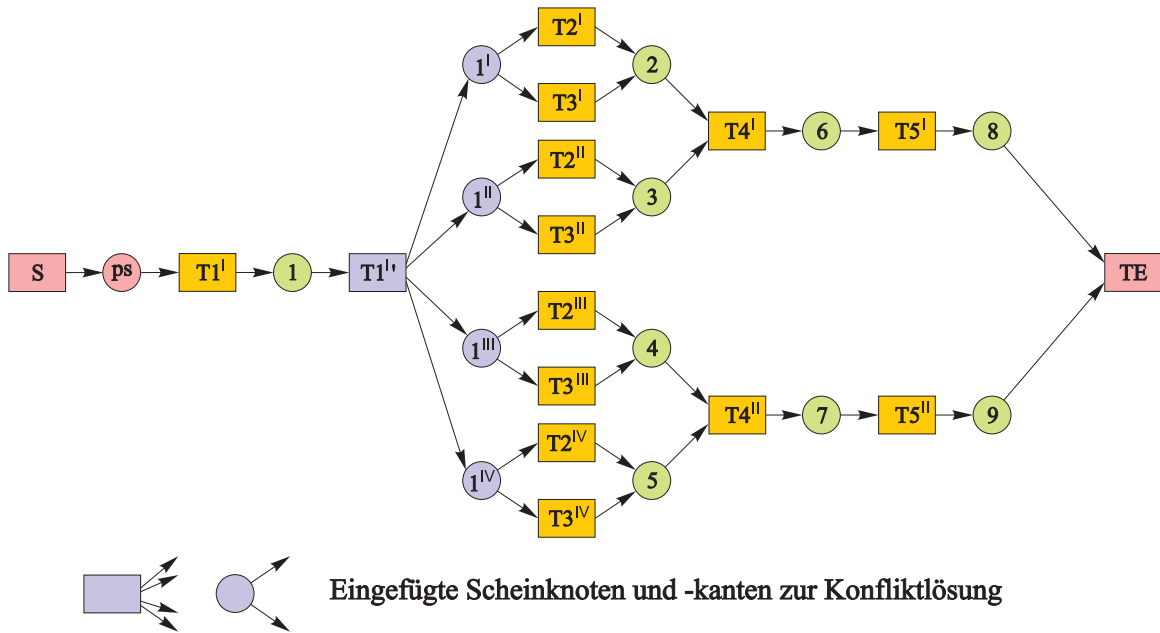 T2ᴵ
1ᴵ
2
T3ᴵ
T4ᴵ
6
T5ᴵ
8
T2ᴵᴵ
1ᴵᴵ
3
T3ᴵᴵ
S
ps
T1ᴵ
1
T1ᴵ'
TE
T2ᴵᴵᴵ
1ᴵᴵᴵ
4
T3ᴵᴵᴵ
T4ᴵᴵ
7
T5ᴵᴵ
9
T2ᴵⱽ
1ᴵⱽ
5
T3ᴵⱽ
Eingefügte Scheinknoten und -kanten zur Konfliktlösung